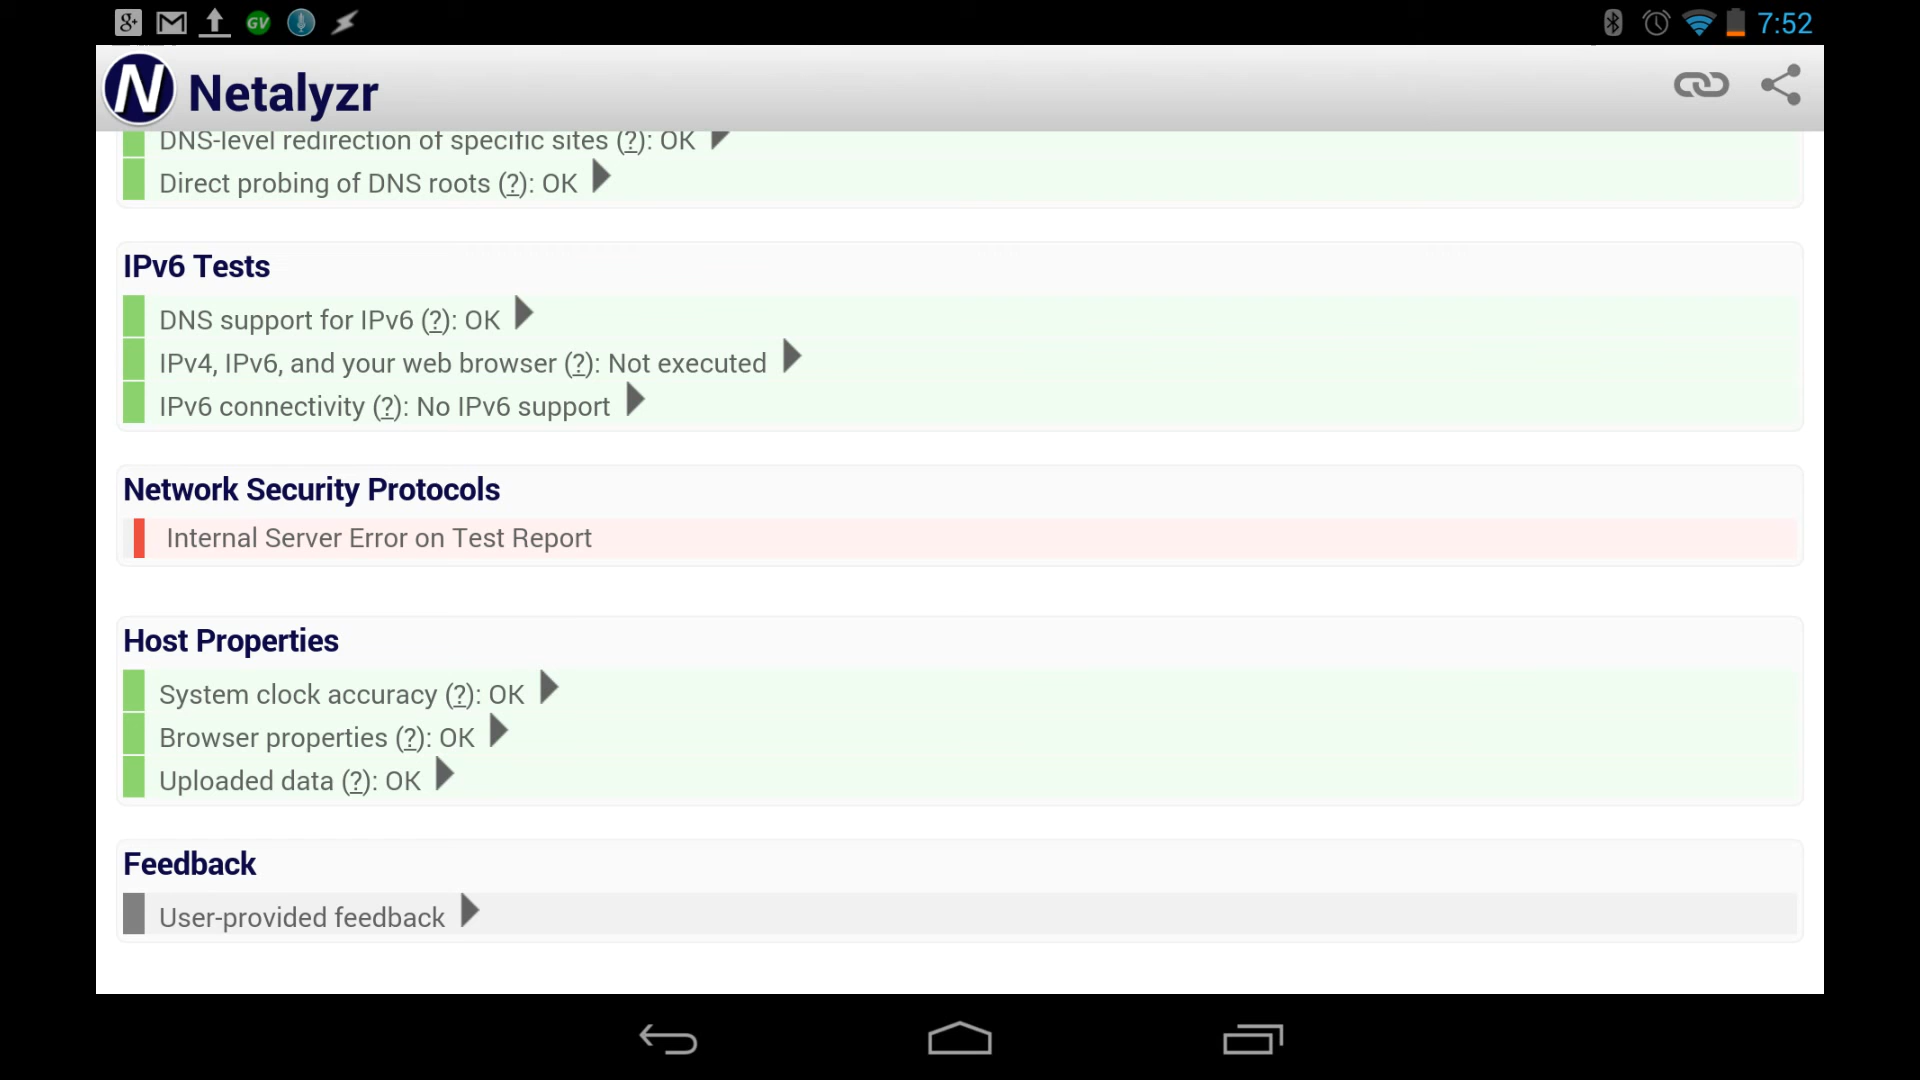 g+ M GV 7:52
N Netalyzr
DNS-level redirection of specific sites (?): OK
Direct probing of DNS roots (?): OK
IPv6 Tests
DNS support for IPv6 (?): OK
IPv4, IPv6, and your web browser (?): Not executed
IPv6 connectivity (?): No IPv6 support
Network Security Protocols
Internal Server Error on Test Report
Host Properties
System clock accuracy (?): OK
Browser properties (?): OK
Uploaded data (?): OK
Feedback
User-provided feedback